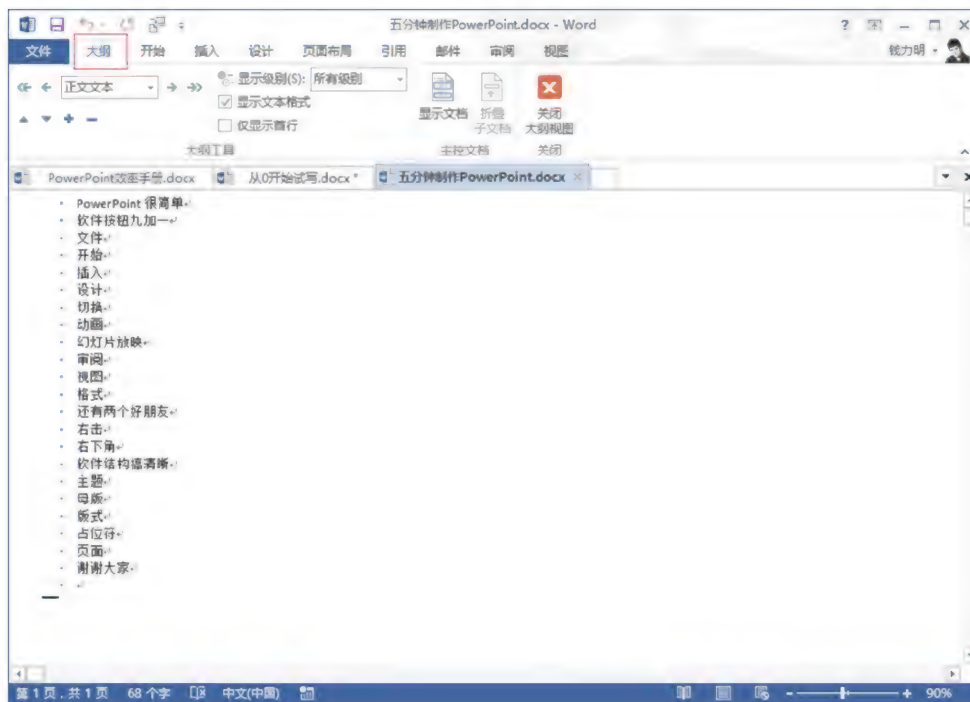 五分钟制作PowerPoint.docx - Word
文件 大纲 开始 插入 设计 页面布局 引用 邮件 审阅 视图 钱力明
正文文本 显示级别(S): 所有级别
显示文本格式
仅显示首行
显示文档 折叠子文档 关闭大纲视图
大纲工具 主控文档 关闭
PowerPoint效率手册.docx 从0开始试写.docx * 五分钟制作PowerPoint.docx
PowerPoint 很简单
软件按钮九加一
文件
开始
插入
设计
切换
动画
幻灯片放映
审阅
视图
格式
还有两个好朋友
右击
右下角
软件结构搞清晰
主题
母版
版式
占位符
页面
谢谢大家
第 1 页,共 1 页 68 个字 中文(中国) 90%